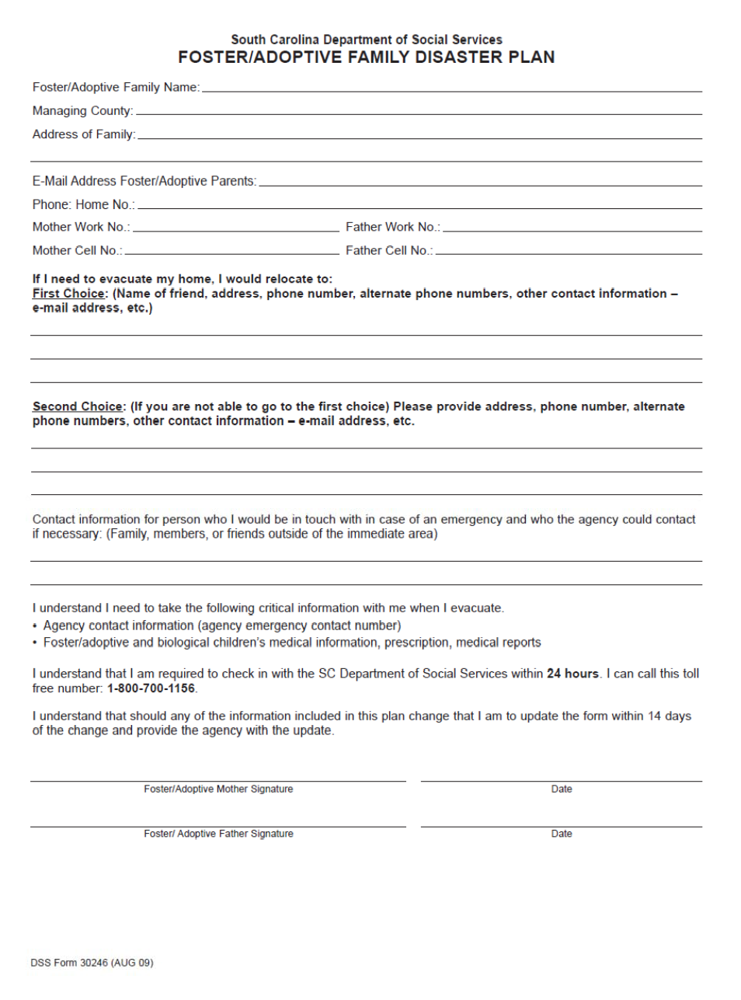 South Carolina Department of Social Services
FOSTER/ADOPTIVE FAMILY DISASTER PLAN
Foster/Adoptive Family Name:
Managing County:
Address of Family:
E-Mail Address Foster/Adoptive Parents:
Phone: Home No.:
Mother Work No.: Father Work No.:
Mother Cell No.: Father Cell No.:
If I need to evacuate my home, I would relocate to:
First Choice: (Name of friend, address, phone number, alternate phone numbers, other contact information –
e-mail address, etc.)
Second Choice: (If you are not able to go to the first choice) Please provide address, phone number, alternate
phone numbers, other contact information – e-mail address, etc.
Contact information for person who I would be in touch with in case of an emergency and who the agency could contact
if necessary: (Family, members, or friends outside of the immediate area)
I understand I need to take the following critical information with me when I evacuate.
• Agency contact information (agency emergency contact number)
• Foster/adoptive and biological children's medical information, prescription, medical reports
I understand that I am required to check in with the SC Department of Social Services within 24 hours. I can call this toll
free number: 1-800-700-1156.
I understand that should any of the information included in this plan change that I am to update the form within 14 days
of the change and provide the agency with the update.
Foster/Adoptive Mother Signature Date
Foster/ Adoptive Father Signature Date
DSS Form 30246 (AUG 09)